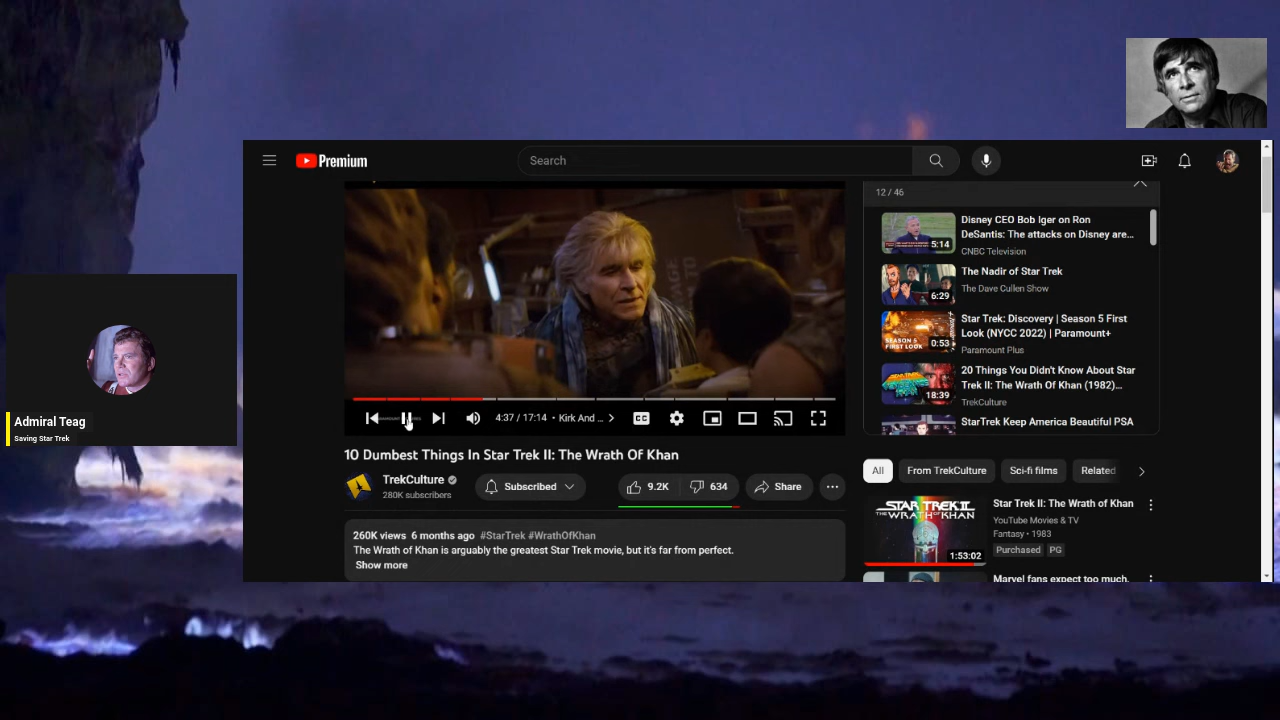 Premium
Search
4:37 / 17:14 • Kirk And ...
CC
10 Dumbest Things In Star Trek II: The Wrath Of Khan
TrekCulture
280K subscribers
Subscribed
9.2K
634
Share
260K views 6 months ago #StarTrek #WrathOfKhan
The Wrath of Khan is arguably the greatest Star Trek movie, but it's far from perfect.
Show more
12 / 46
5:14
Disney CEO Bob Iger on Ron
DeSantis: The attacks on Disney are...
CNBC Television
6:29
The Nadir of Star Trek
The Dave Cullen Show
SEASON 5
FIRST LOOK
0:53
Star Trek: Discovery | Season 5 First
Look (NYCC 2022) | Paramount+
Paramount Plus
18:39
20 Things You Didn't Know About Star
Trek II: The Wrath Of Khan (1982)...
TrekCulture
StarTrek Keep America Beautiful PSA
All
From TrekCulture
Sci-fi films
Related
STAR TREK II
THE WRATH OF KHAN
1:53:02
Star Trek II: The Wrath of Khan
YouTube Movies & TV
Fantasy • 1983
Purchased
PG
Marvel fans expect too much.
Admiral Teag
Saving Star Trek